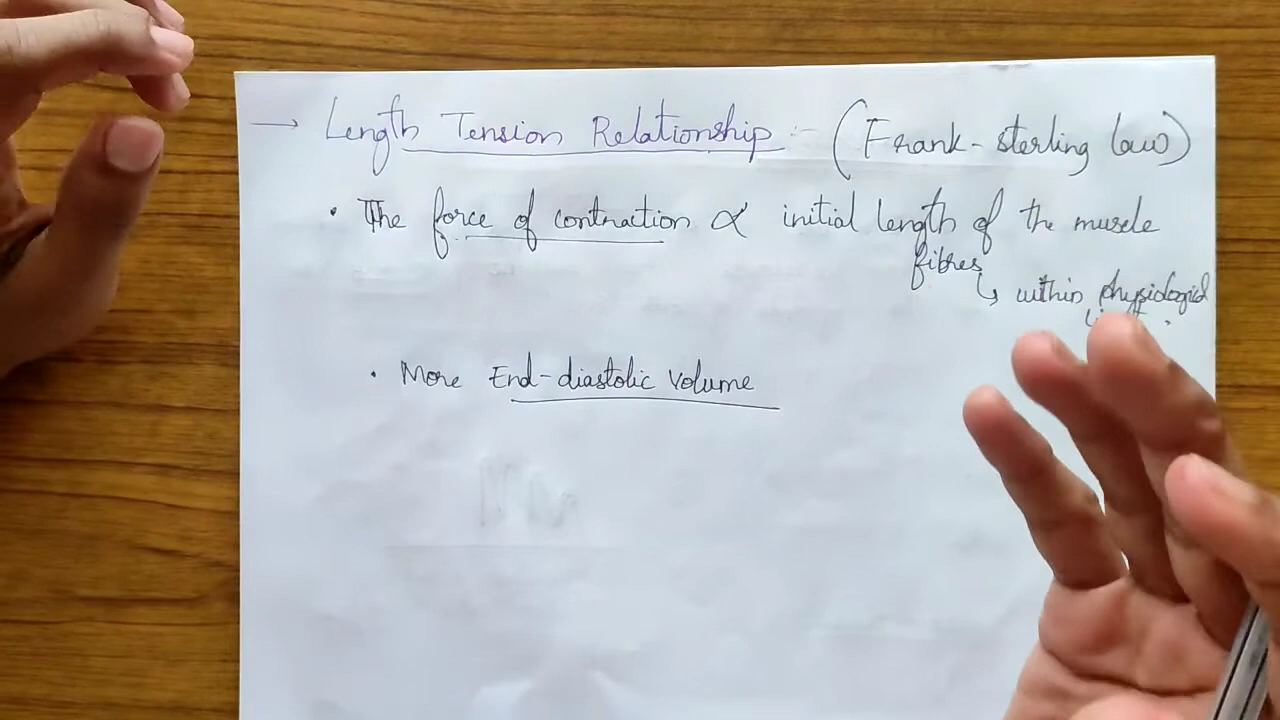 → Length Tension Relationship :- (Frank-sterling law)
• The force of contraction ∝ initial length of the muscle
fibres
↳ within physiological
• More End-diastolic volume